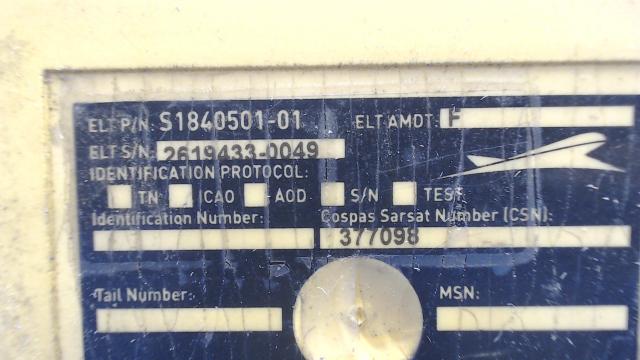 ELT P/N: S1840501-01 ELT AMDT: F
ELT S/N: 2619433-0049
IDENTIFICATION PROTOCOL:
TN ICAO AOD S/N TEST
Identification Number: Cospas Sarsat Number (CSN):
377098
Tail Number: MSN: